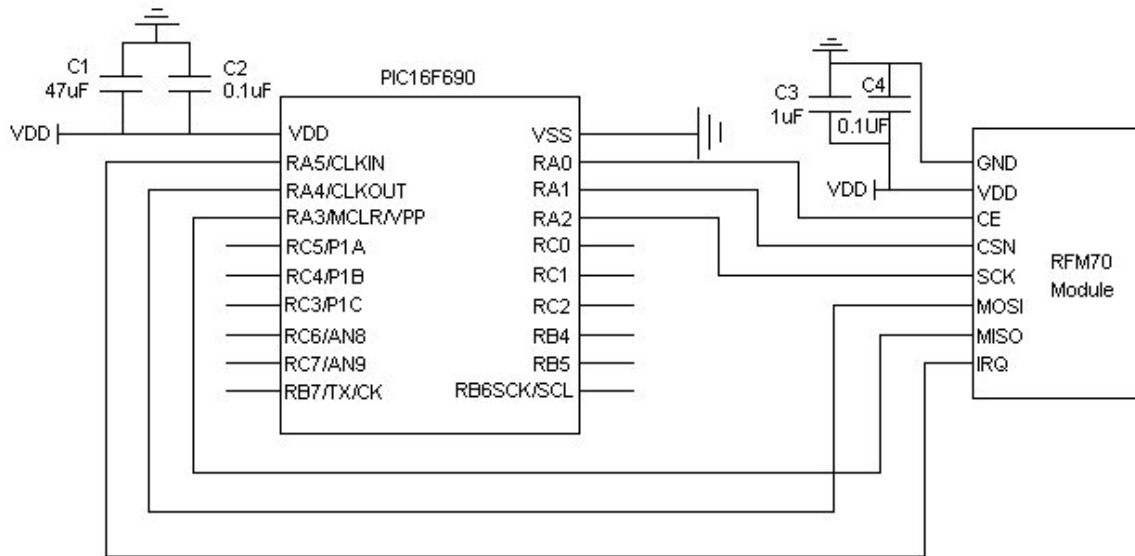 C1
47uF
C2
0.1uF
VDD
PIC16F690
VDD
RA5/CLKIN
RA4/CLKOUT
RA3/MCLR/VPP
RC5/P1A
RC4/P1B
RC3/P1C
RC6/AN8
RC7/AN9
RB7/TX/CK
VSS
RA0
RA1
RA2
RC0
RC1
RC2
RB4
RB5
RB6SCK/SCL
C3
1uF
C4
0.1UF
VDD
GND
VDD
CE
CSN
SCK
MOSI
MISO
IRQ
RFM70
Module